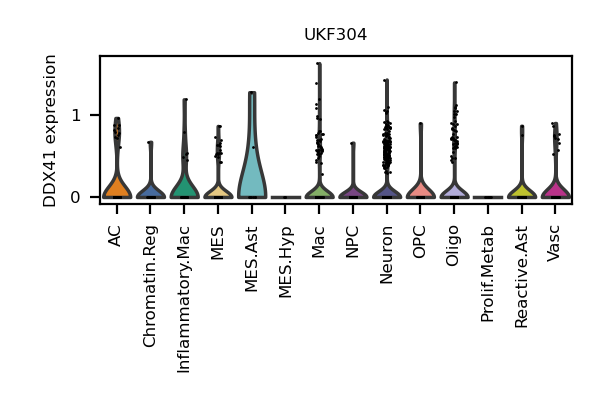 UKF304
DDX41 expression
1
0
AC
Chromatin.Reg
Inflammatory.Mac
MES
MES.Ast
MES.Hyp
Mac
NPC
Neuron
OPC
Oligo
Prolif.Metab
Reactive.Ast
Vasc